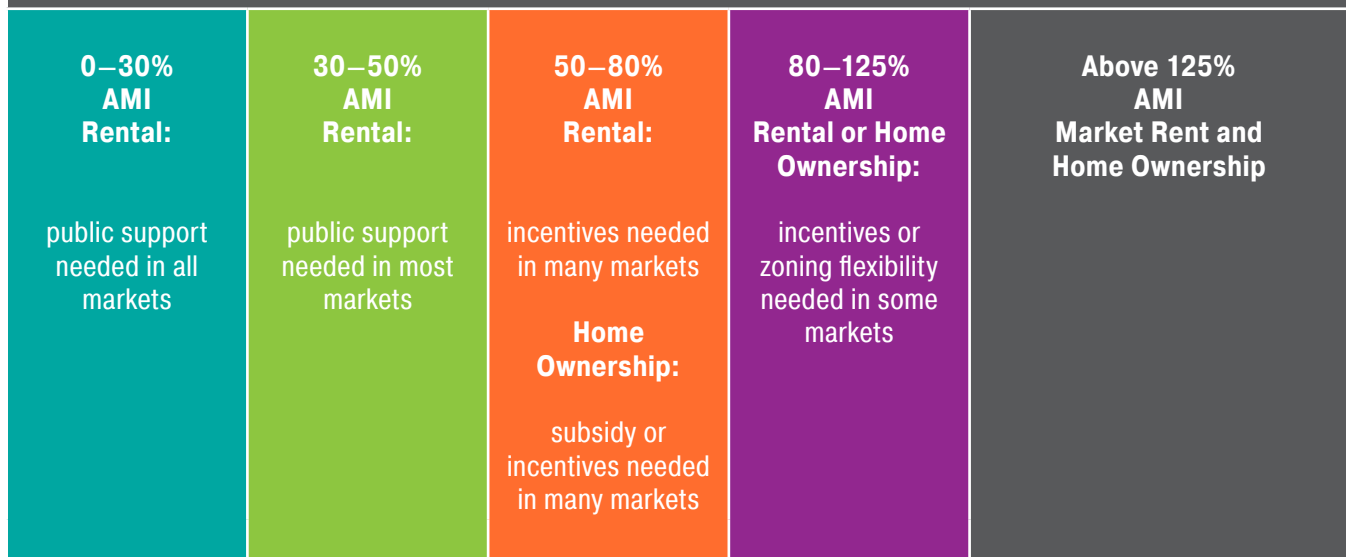 0–30%
AMI
Rental:
public support
needed in all
markets
30–50%
AMI
Rental:
public support
needed in most
markets
50–80%
AMI
Rental:
incentives needed
in many markets
Home
Ownership:
subsidy or
incentives needed
in many markets
80–125%
AMI
Rental or Home
Ownership:
incentives or
zoning flexibility
needed in some
markets
Above 125%
AMI
Market Rent and
Home Ownership